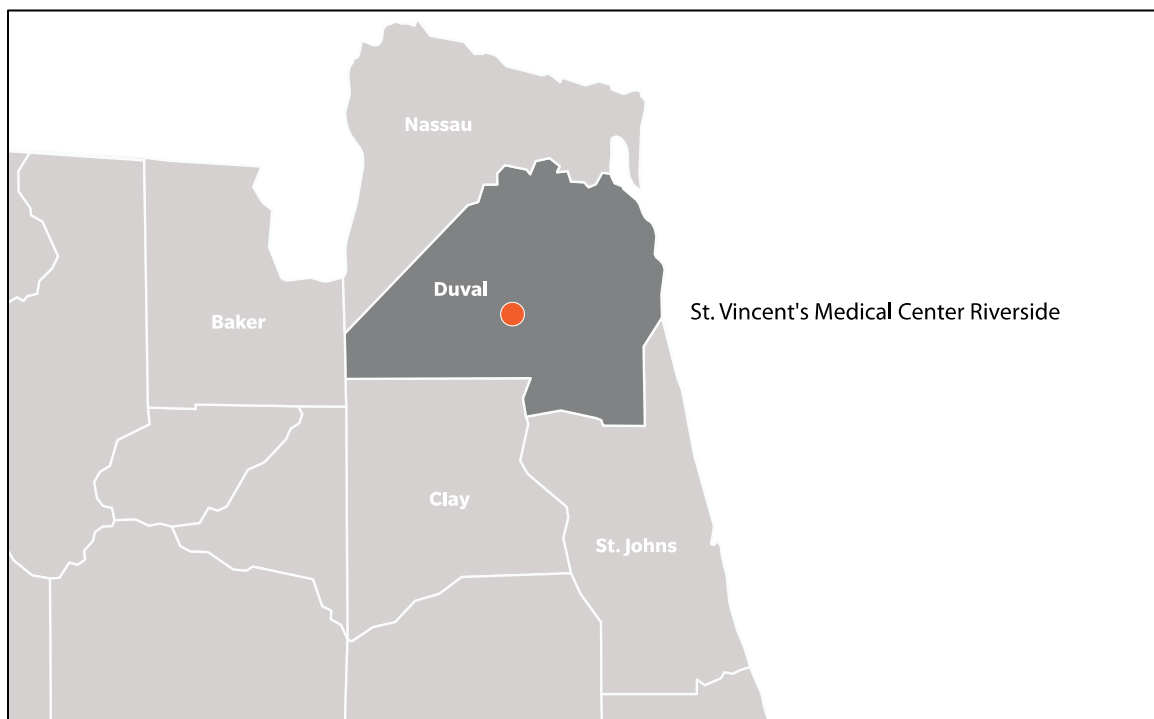 Nassau
Duval
St. Vincent's Medical Center Riverside
Baker
Clay
St. Johns